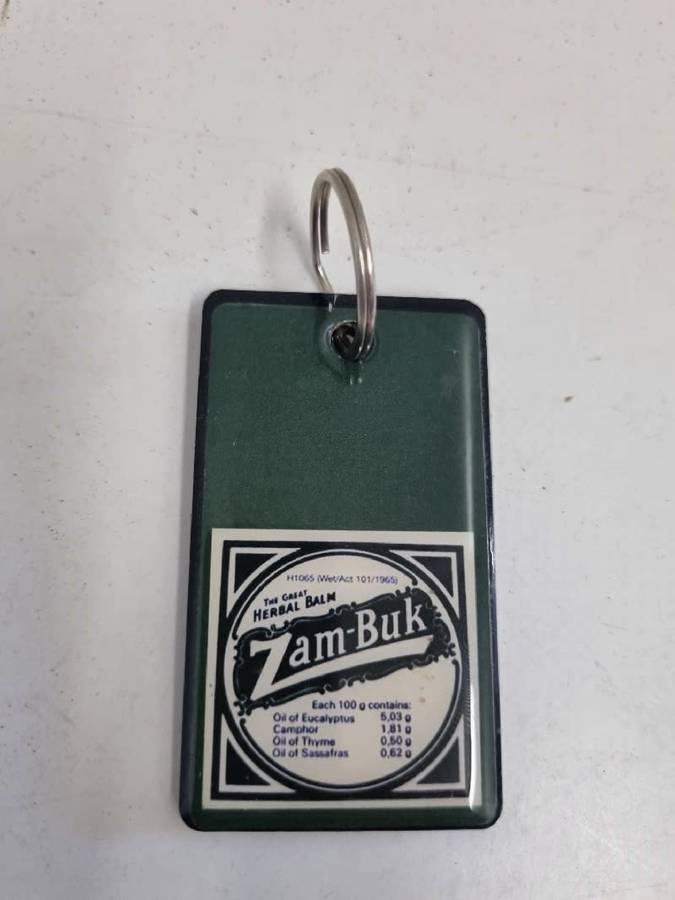 H1065 (Wet/Act 101/1965)
THE GREAT
HERBAL BALM
Zam-Buk
Each 100 g contains:
Oil of Eucalyptus 5,03 g
Camphor 1,81 g
Oil of Thyme 0,50 g
Oil of Sassafras 0,62 g